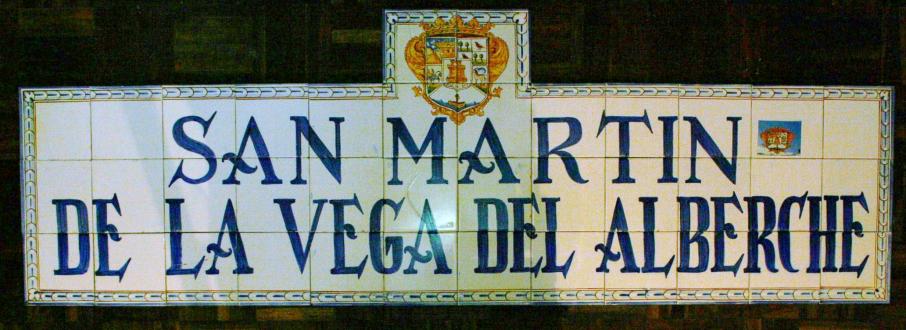 SAN MARTIN
DE LA VEGA DEL ALBERCHE